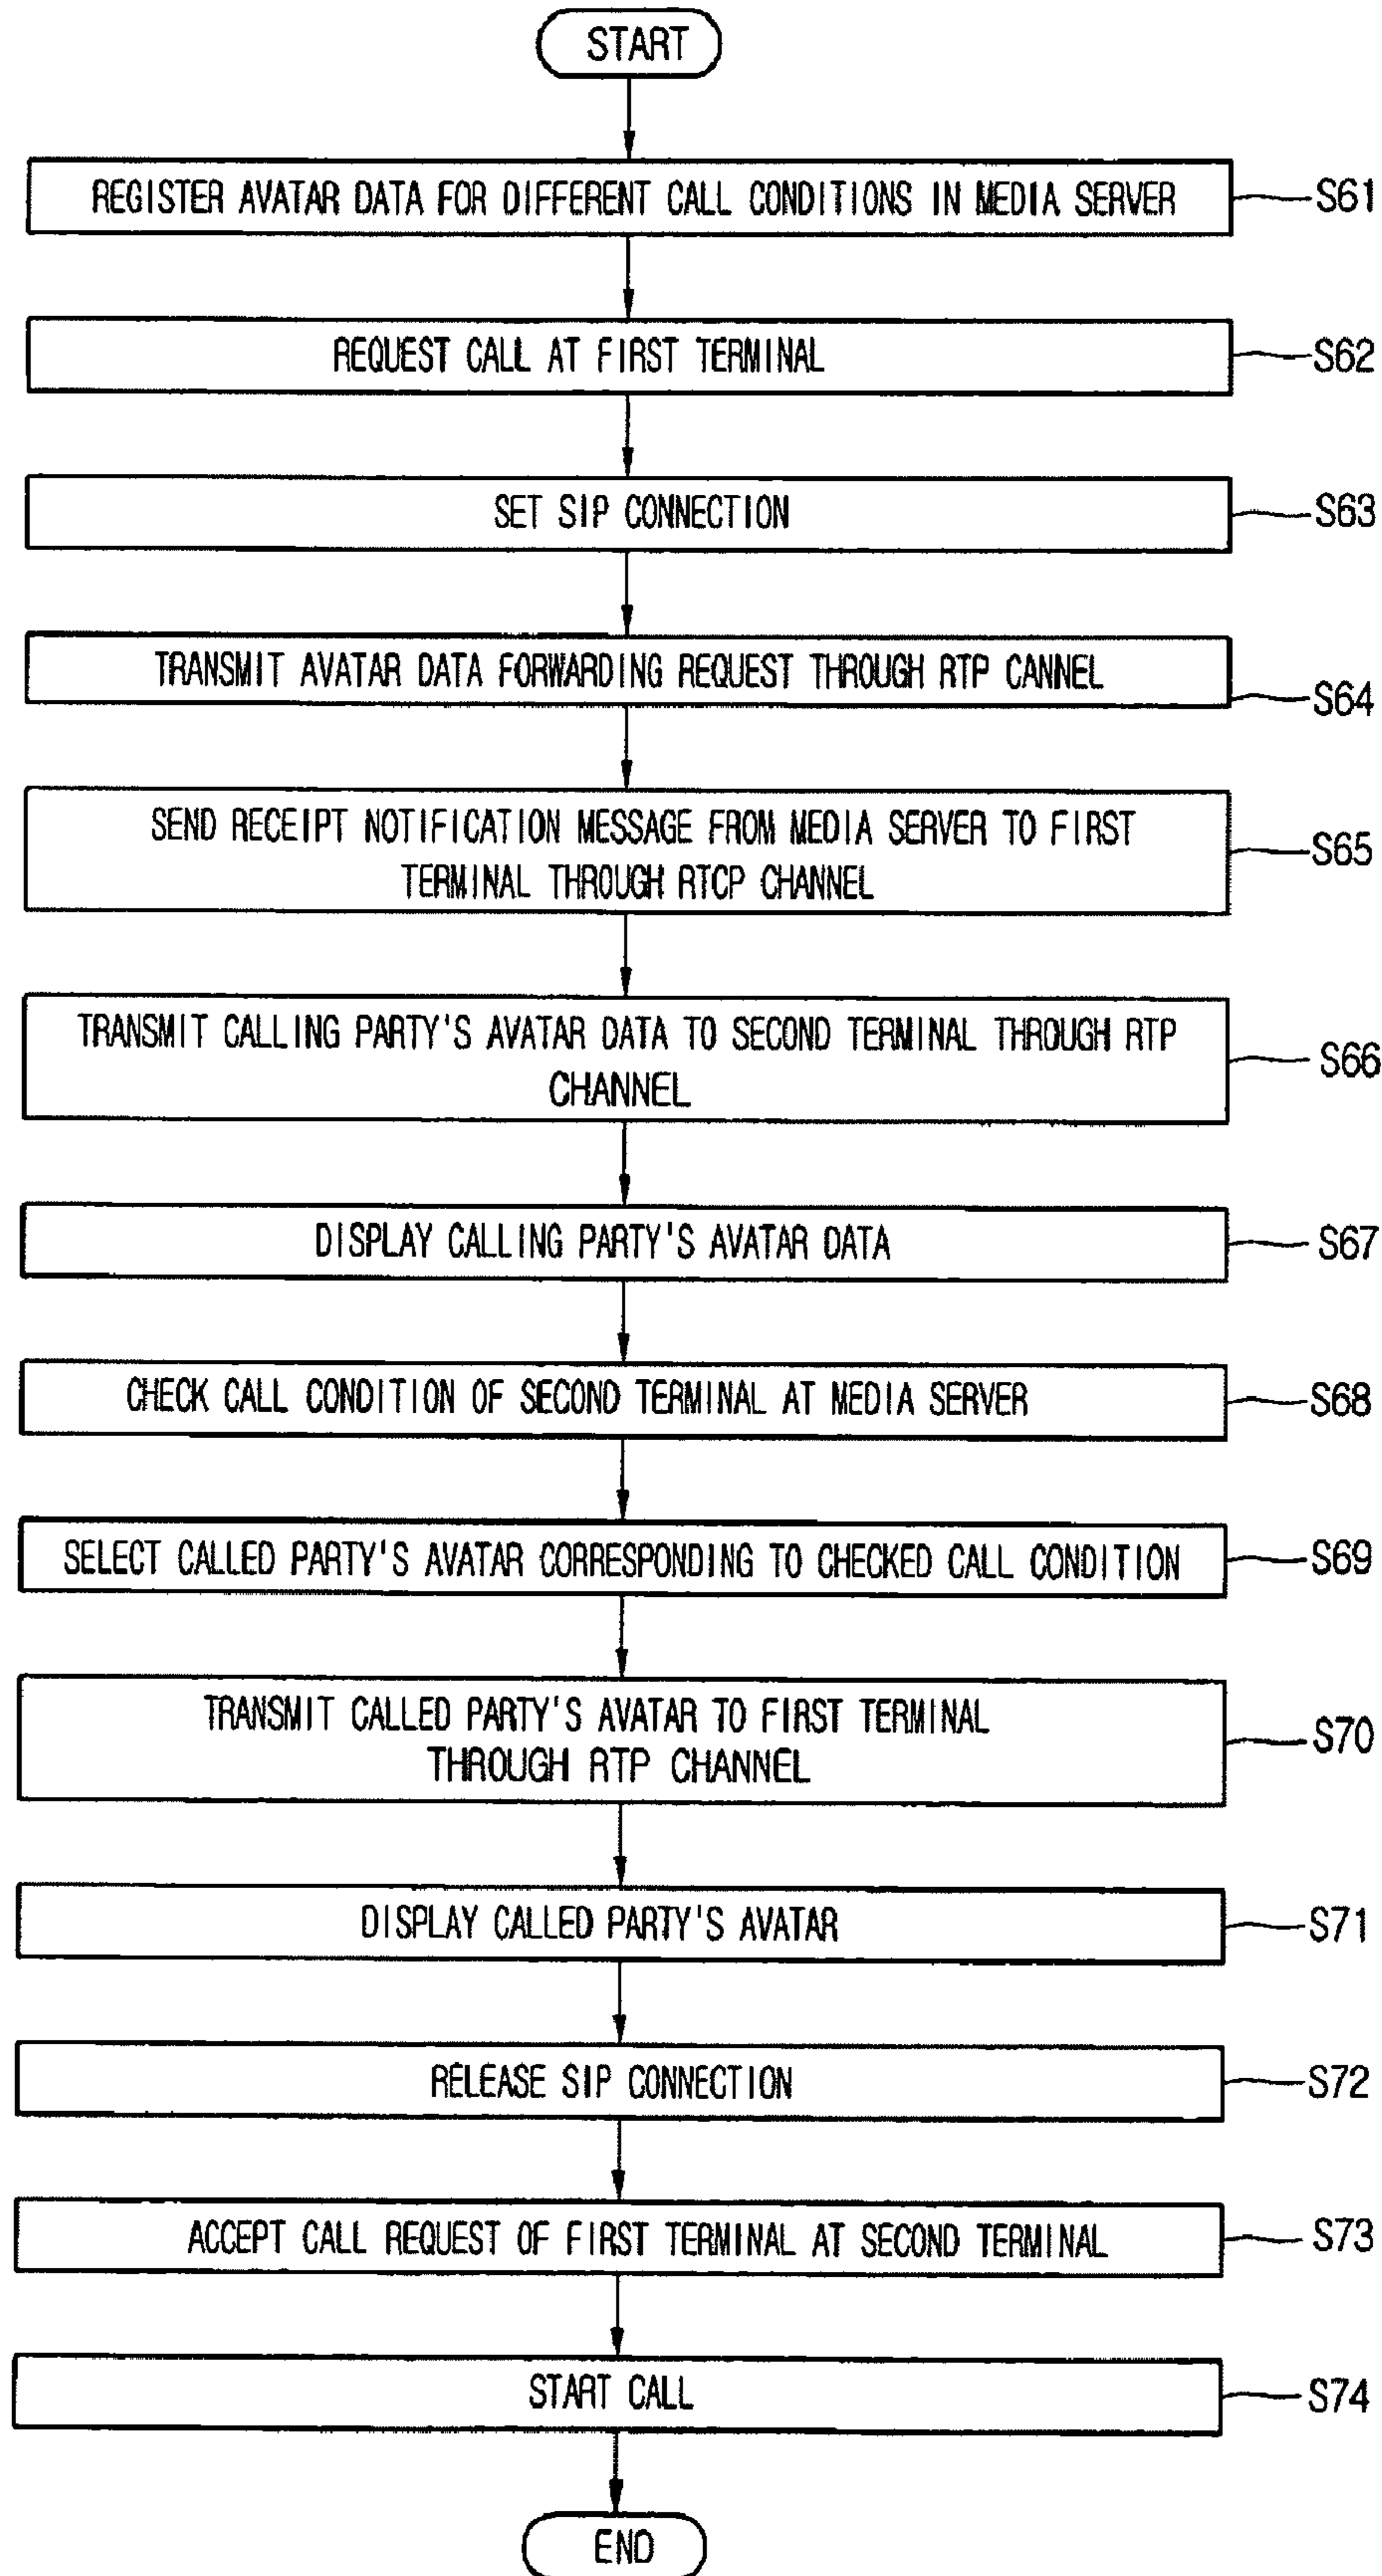 START
REGISTER AVATAR DATA FOR DIFFERENT CALL CONDITIONS IN MEDIA SERVER
S61
REQUEST CALL AT FIRST TERMINAL
S62
SET SIP CONNECTION
S63
TRANSMIT AVATAR DATA FORWARDING REQUEST THROUGH RTP CANNEL
S64
SEND RECEIPT NOTIFICATION MESSAGE FROM MEDIA SERVER TO FIRST
TERMINAL THROUGH RTCP CHANNEL
S65
TRANSMIT CALLING PARTY'S AVATAR DATA TO SECOND TERMINAL THROUGH RTP
CHANNEL
S66
DISPLAY CALLING PARTY'S AVATAR DATA
S67
CHECK CALL CONDITION OF SECOND TERMINAL AT MEDIA SERVER
S68
SELECT CALLED PARTY'S AVATAR CORRESPONDING TO CHECKED CALL CONDITION
S69
TRANSMIT CALLED PARTY'S AVATAR TO FIRST TERMINAL
THROUGH RTP CHANNEL
S70
DISPLAY CALLED PARTY'S AVATAR
S71
RELEASE SIP CONNECTION
S72
ACCEPT CALL REQUEST OF FIRST TERMINAL AT SECOND TERMINAL
S73
START CALL
S74
END